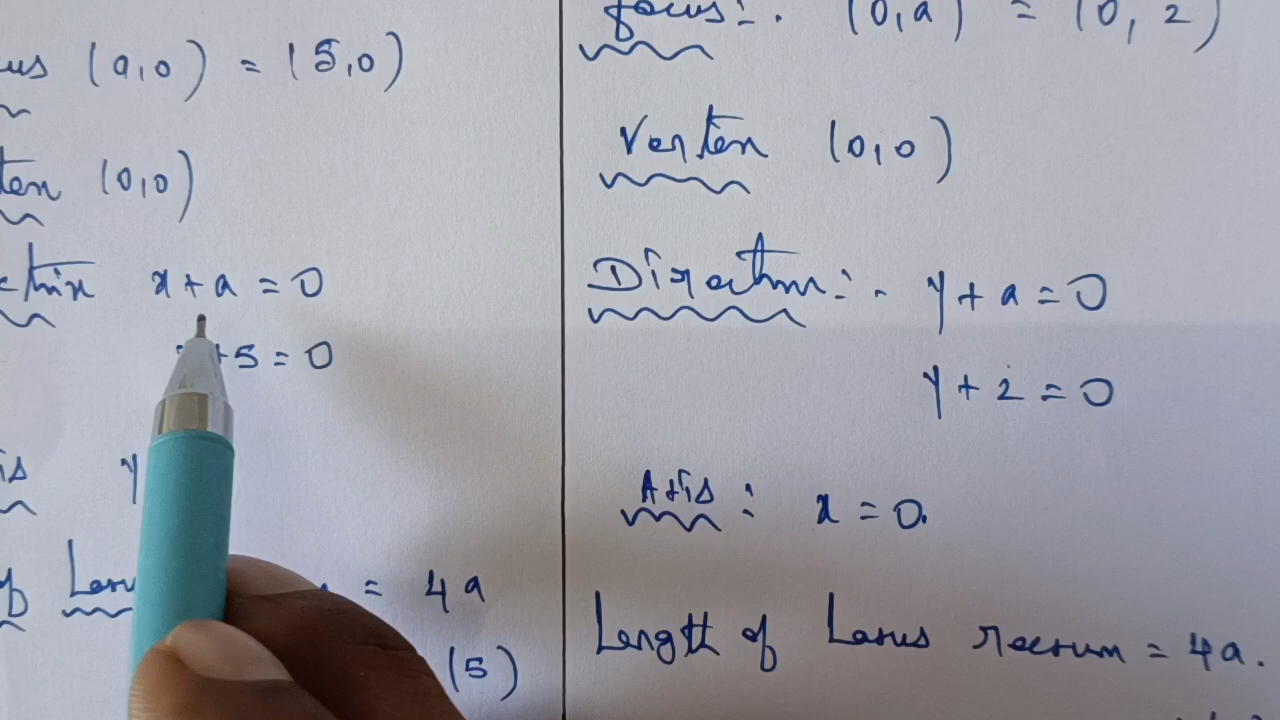 (a,0) = (5,0)
(0,0)
x+a=0
+5=0
y
of
= 4a
(5)
focus:- (0,a) = (0, 2)
Vertex (0,0)
Directrix:- y+a=0
y+2=0
Axis : x=0.
Length of Latus rectum = 4a.